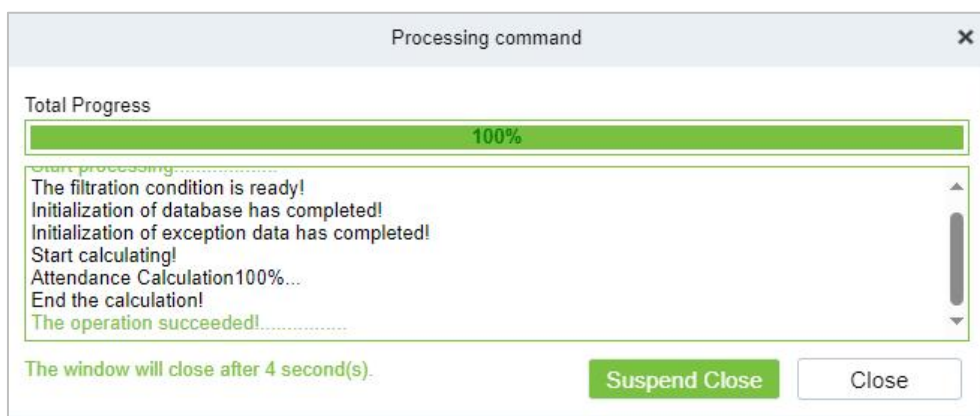 Processing command
Total Progress
100%
Start processing...................
The filtration condition is ready!
Initialization of database has completed!
Initialization of exception data has completed!
Start calculating!
Attendance Calculation100%...
End the calculation!
The operation succeeded!................
The window will close after 4 second(s).
Suspend Close
Close